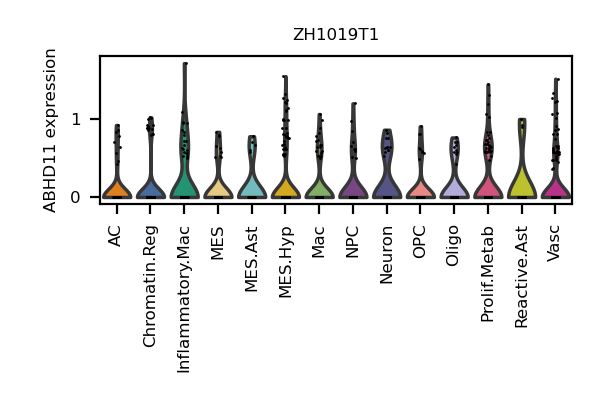 ZH1019T1
ABHD11 expression
1
0
AC
Chromatin.Reg
Inflammatory.Mac
MES
MES.Ast
MES.Hyp
Mac
NPC
Neuron
OPC
Oligo
Prolif.Metab
Reactive.Ast
Vasc